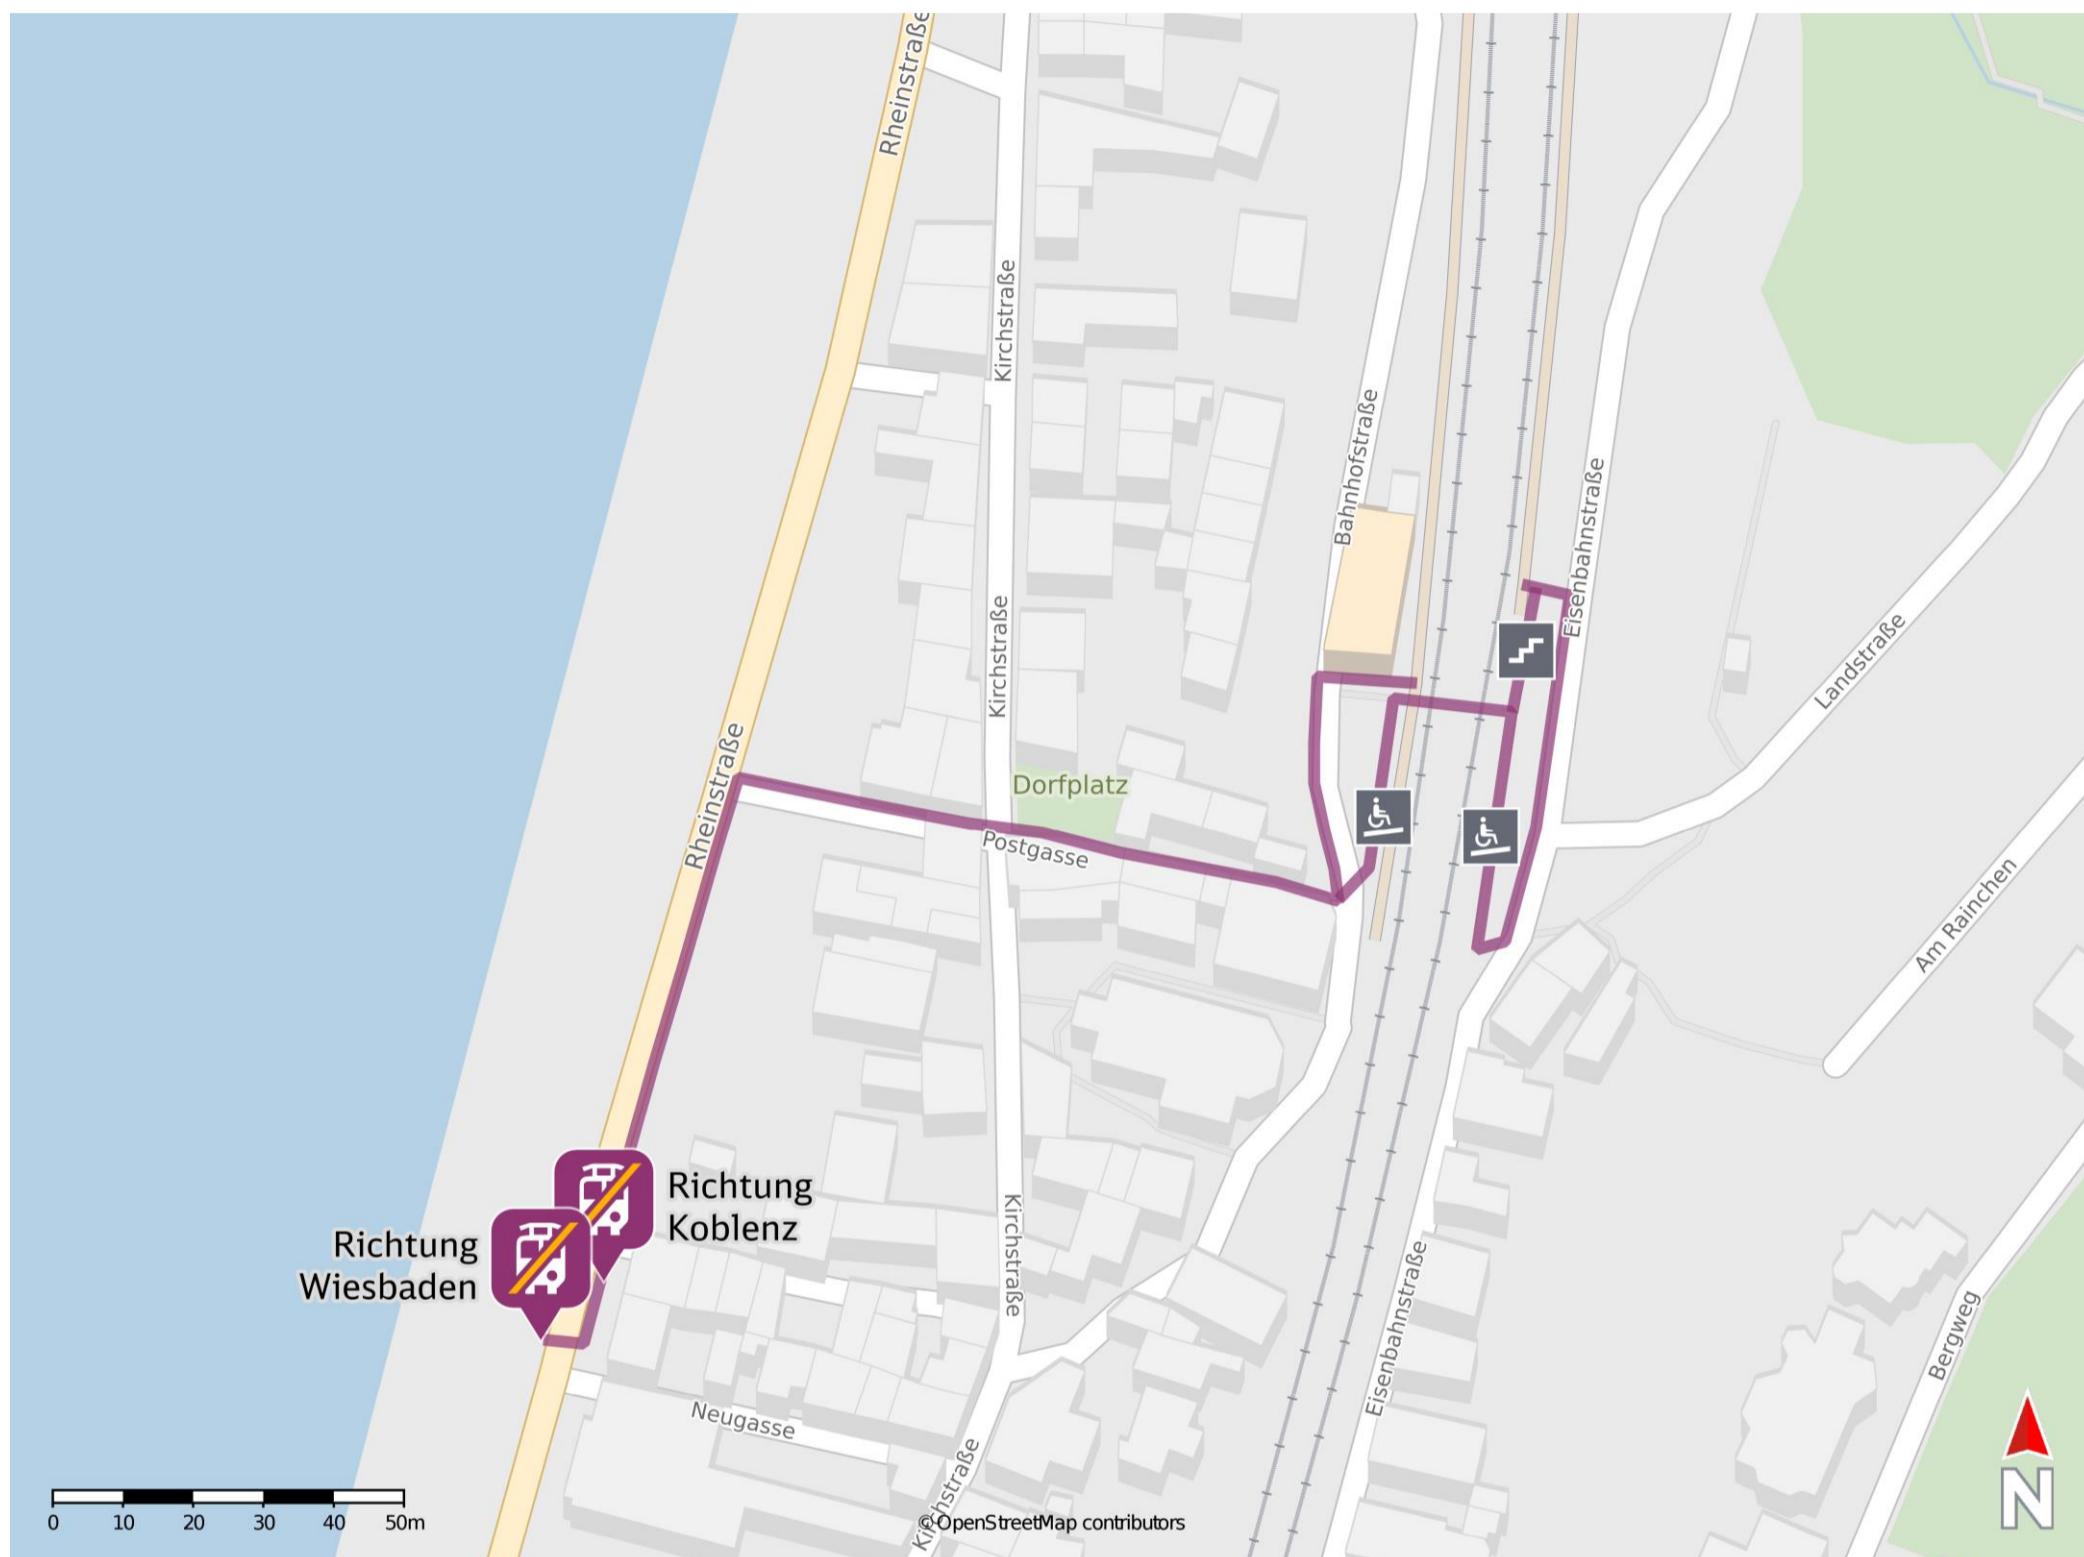 Rheinstraße
Kirchstraße
Bahnhofstraße
Eisenbahnstraße
Kirchstraße
Landstraße
Rheinstraße
Dorfplatz
Postgasse
Am Rainchen
Richtung
Koblenz
Richtung
Wiesbaden
Kirchstraße
Eisenbahnstraße
Bergweg
Neugasse
Kirchstraße
0 10 20 30 40 50m
© OpenStreetMap contributors
N